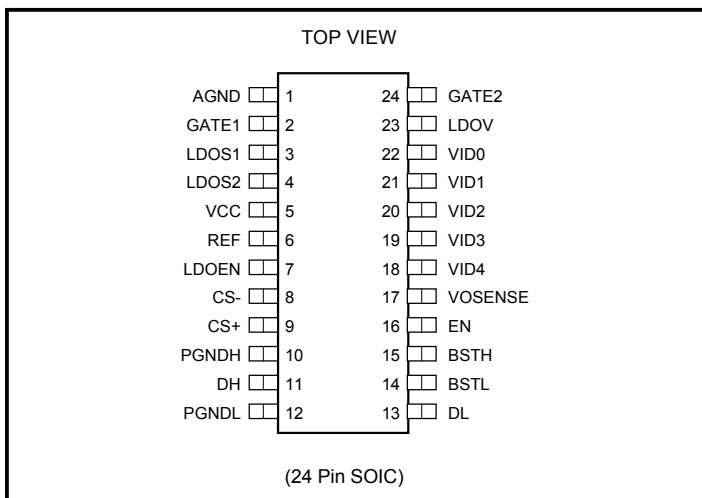 TOP VIEW
AGND 1 24 GATE2
GATE1 2 23 LDOV
LDOS1 3 22 VID0
LDOS2 4 21 VID1
VCC 5 20 VID2
REF 6 19 VID3
LDOEN 7 18 VID4
CS- 8 17 VOSENSE
CS+ 9 16 EN
PGNDH 10 15 BSTH
DH 11 14 BSTL
PGNDL 12 13 DL
(24 Pin SOIC)